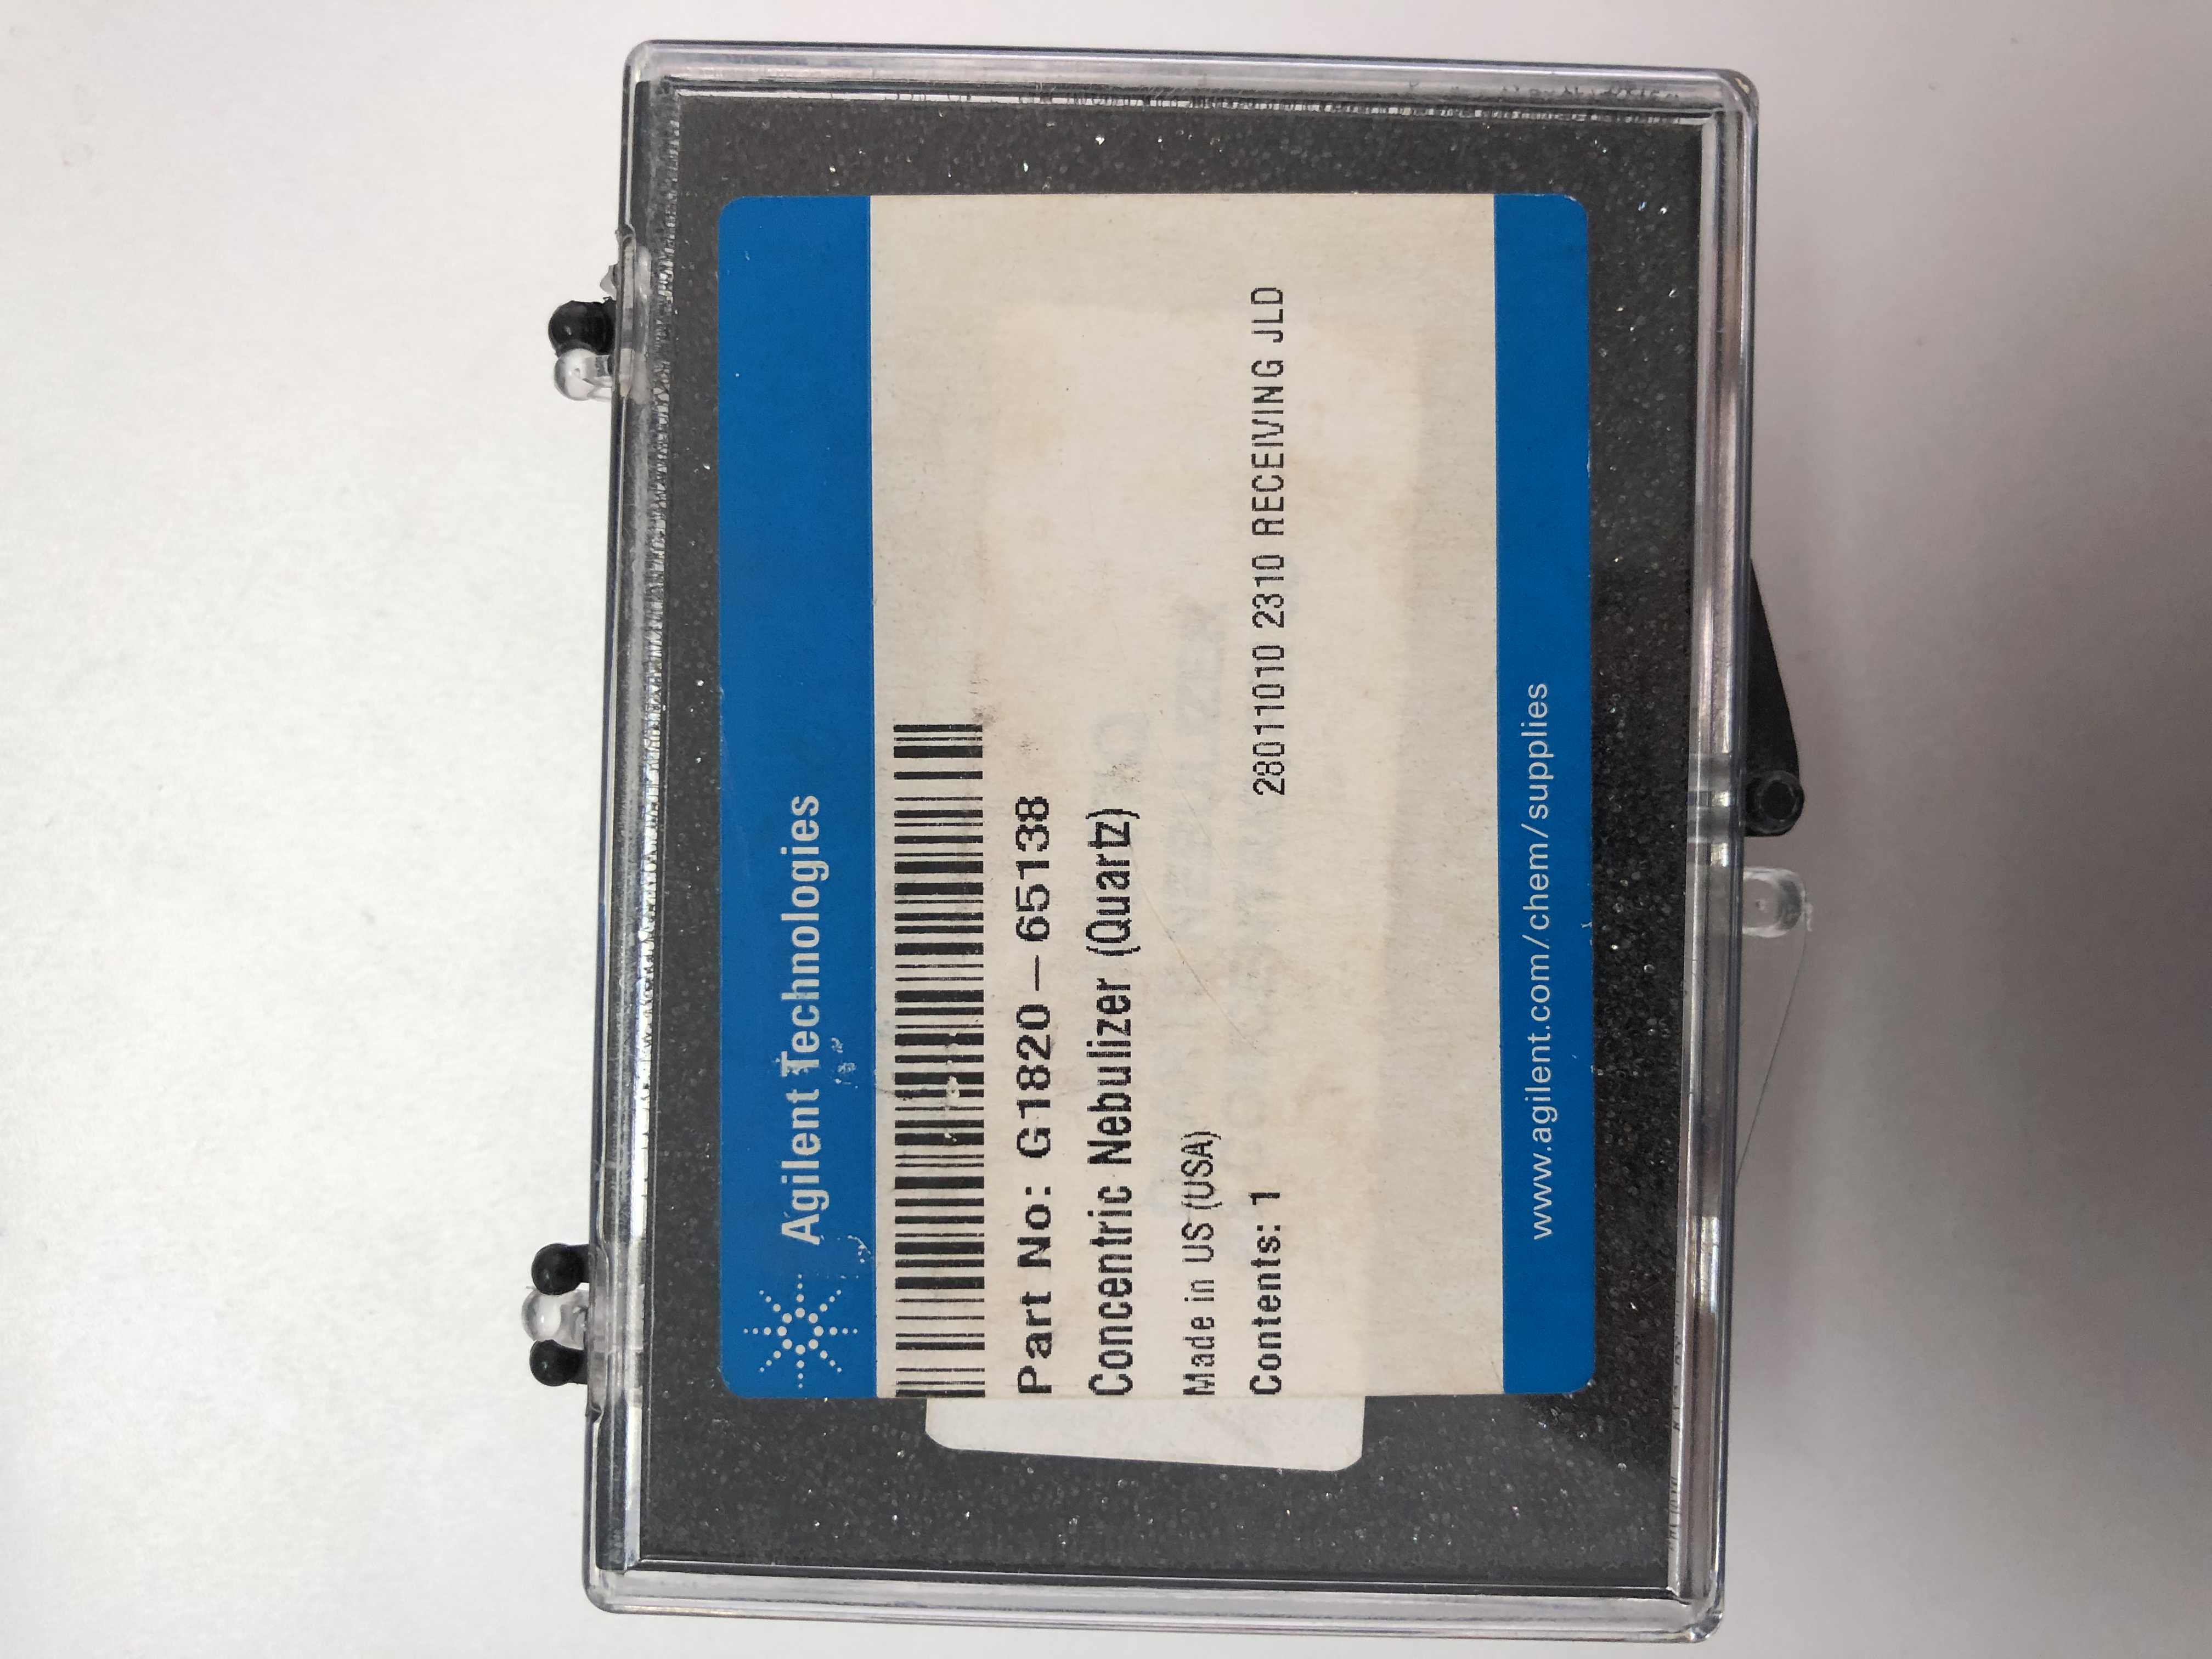 Agilent Technologies
Part No: G1820-65138
Concentric Nebulizer (Quartz)
Made in US (USA)
Contents: 1
28011010 2310 RECEIVING JLD
www.agilent.com/chem/supplies